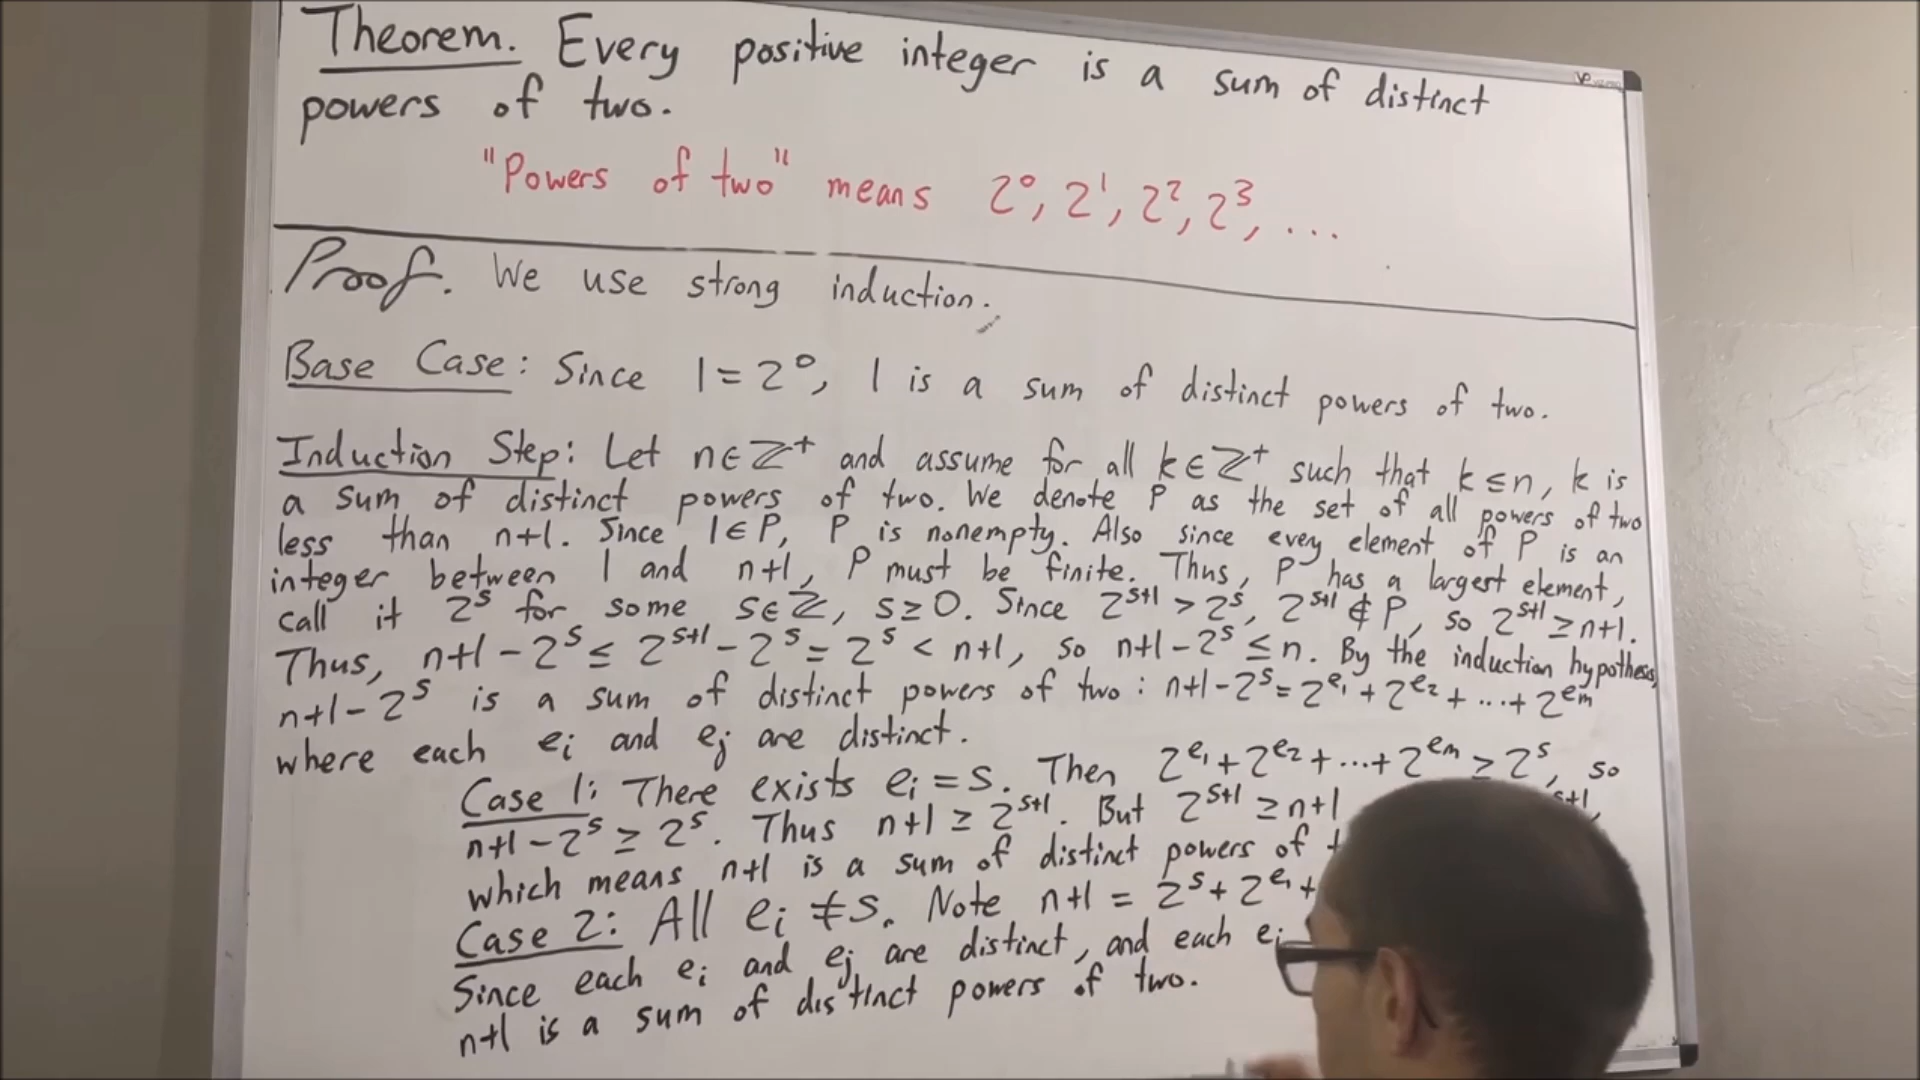 Theorem. Every positive integer is a sum of distinct
powers of two.
"Powers of two" means 2⁰, 2¹, 2², 2³, ...
Proof. We use strong induction.
Base Case: Since 1=2⁰, 1 is a sum of distinct powers of two.
Induction Step: Let n∈ℤ⁺ and assume for all k∈ℤ⁺ such that k≤n, k is
a sum of distinct powers of two. We denote P as the set of all powers of two
less than n+1. Since 1∈P, P is nonempty. Also since every element of P is an
integer between 1 and n+1, P must be finite. Thus, P has a largest element,
call it 2ˢ for some s∈ℤ, s≥0. Since 2ˢ⁺¹ > 2ˢ, 2ˢ⁺¹ ∉ P, so 2ˢ⁺¹ ≥ n+1.
Thus, n+1-2ˢ ≤ 2ˢ⁺¹-2ˢ = 2ˢ < n+1, so n+1-2ˢ ≤ n. By the induction hypothesis,
n+1-2ˢ is a sum of distinct powers of two: n+1-2ˢ = 2^e₁ + 2^e₂ + ... + 2^eₘ
where each eᵢ and eⱼ are distinct.
Case 1: There exists eᵢ = s. Then 2^e₁ + 2^e₂ + ... + 2^eₘ ≥ 2ˢ, so
n+1-2ˢ ≥ 2ˢ. Thus n+1 ≥ 2ˢ⁺¹. But 2ˢ⁺¹ ≥ n+1
which means n+1 is a sum of distinct powers of
Case 2: All eᵢ ≠ s. Note n+1 = 2ˢ + 2^e₁ +
Since each eᵢ and eⱼ are distinct, and each eᵢ
n+1 is a sum of distinct powers of two.